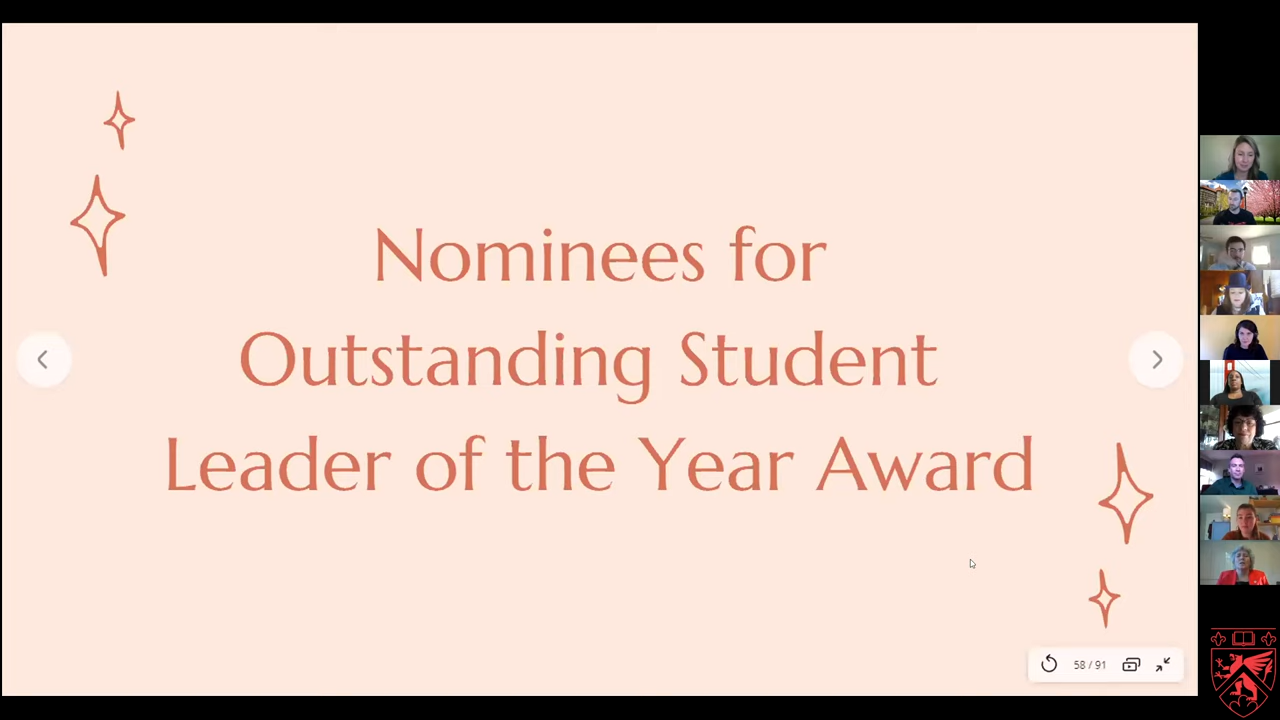 Nominees for
Outstanding Student
Leader of the Year Award
58 / 91